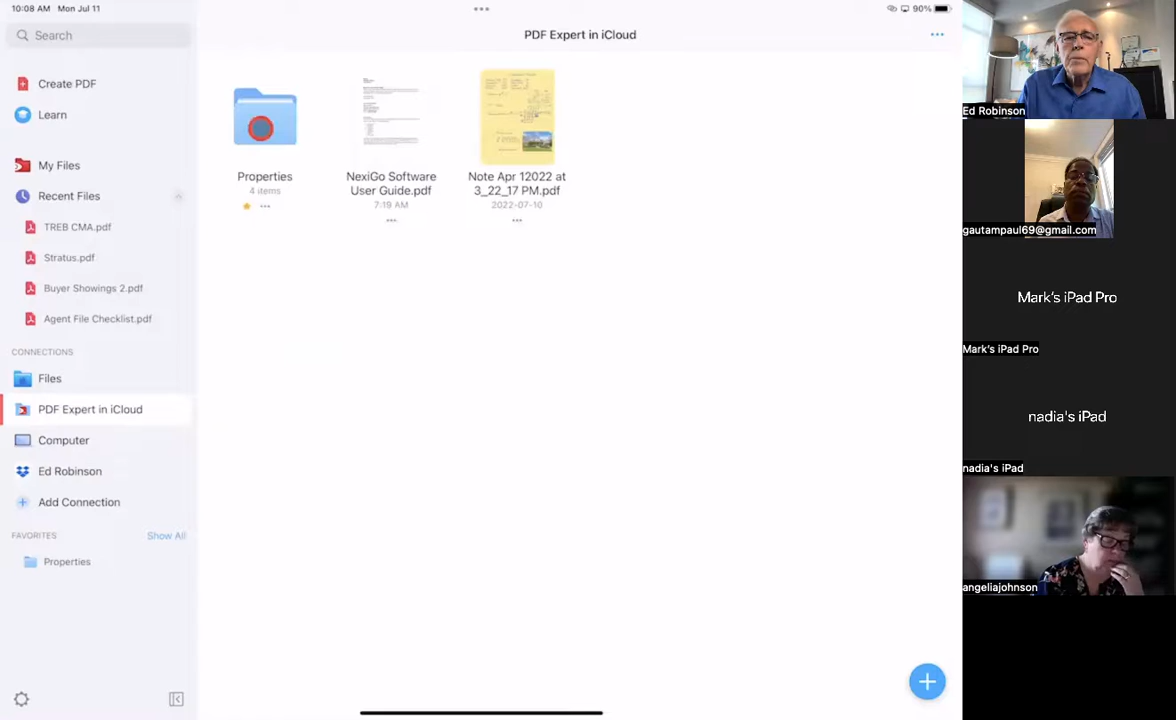 10:08 AM Mon Jul 11
90%
Search
PDF Expert in iCloud
Create PDF
Learn
My Files
Recent Files
TREB CMA.pdf
Stratus.pdf
Buyer Showings 2.pdf
Agent File Checklist.pdf
CONNECTIONS
Files
PDF Expert in iCloud
Computer
Ed Robinson
Add Connection
FAVORITES
Show All
Properties
Properties
4 items
NexiGo Software
User Guide.pdf
7:19 AM
Note Apr 12022 at
3_22_17 PM.pdf
2022-07-10
Ed Robinson
gautampaul69@gmail.com
Mark's iPad Pro
Mark's iPad Pro
nadia's iPad
nadia's iPad
angeliajohnson